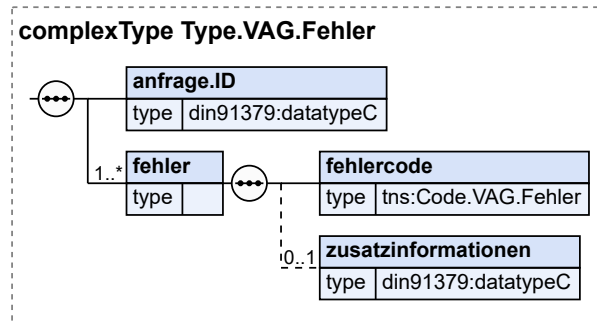 complexType Type.VAG.Fehler
anfrage.ID
type din91379:datatypeC
1..* fehler
type
fehlercode
type tns:Code.VAG.Fehler
0..1 zusatzinformationen
type din91379:datatypeC